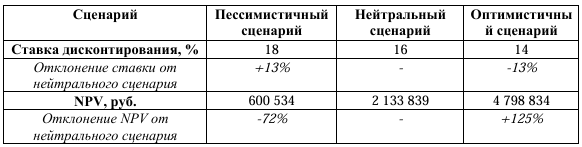 Сценарий Пессимистичный Нейтральный Оптимистичны
сценарий сценарий й сценарий
Ставка дисконтирования, % 18 16 14
Отклонение ставки от +13% - -13%
нейтрального сценария
NPV, руб. 600 534 2 133 839 4 798 834
Отклонение NPV от -72% - +125%
нейтрального сценария